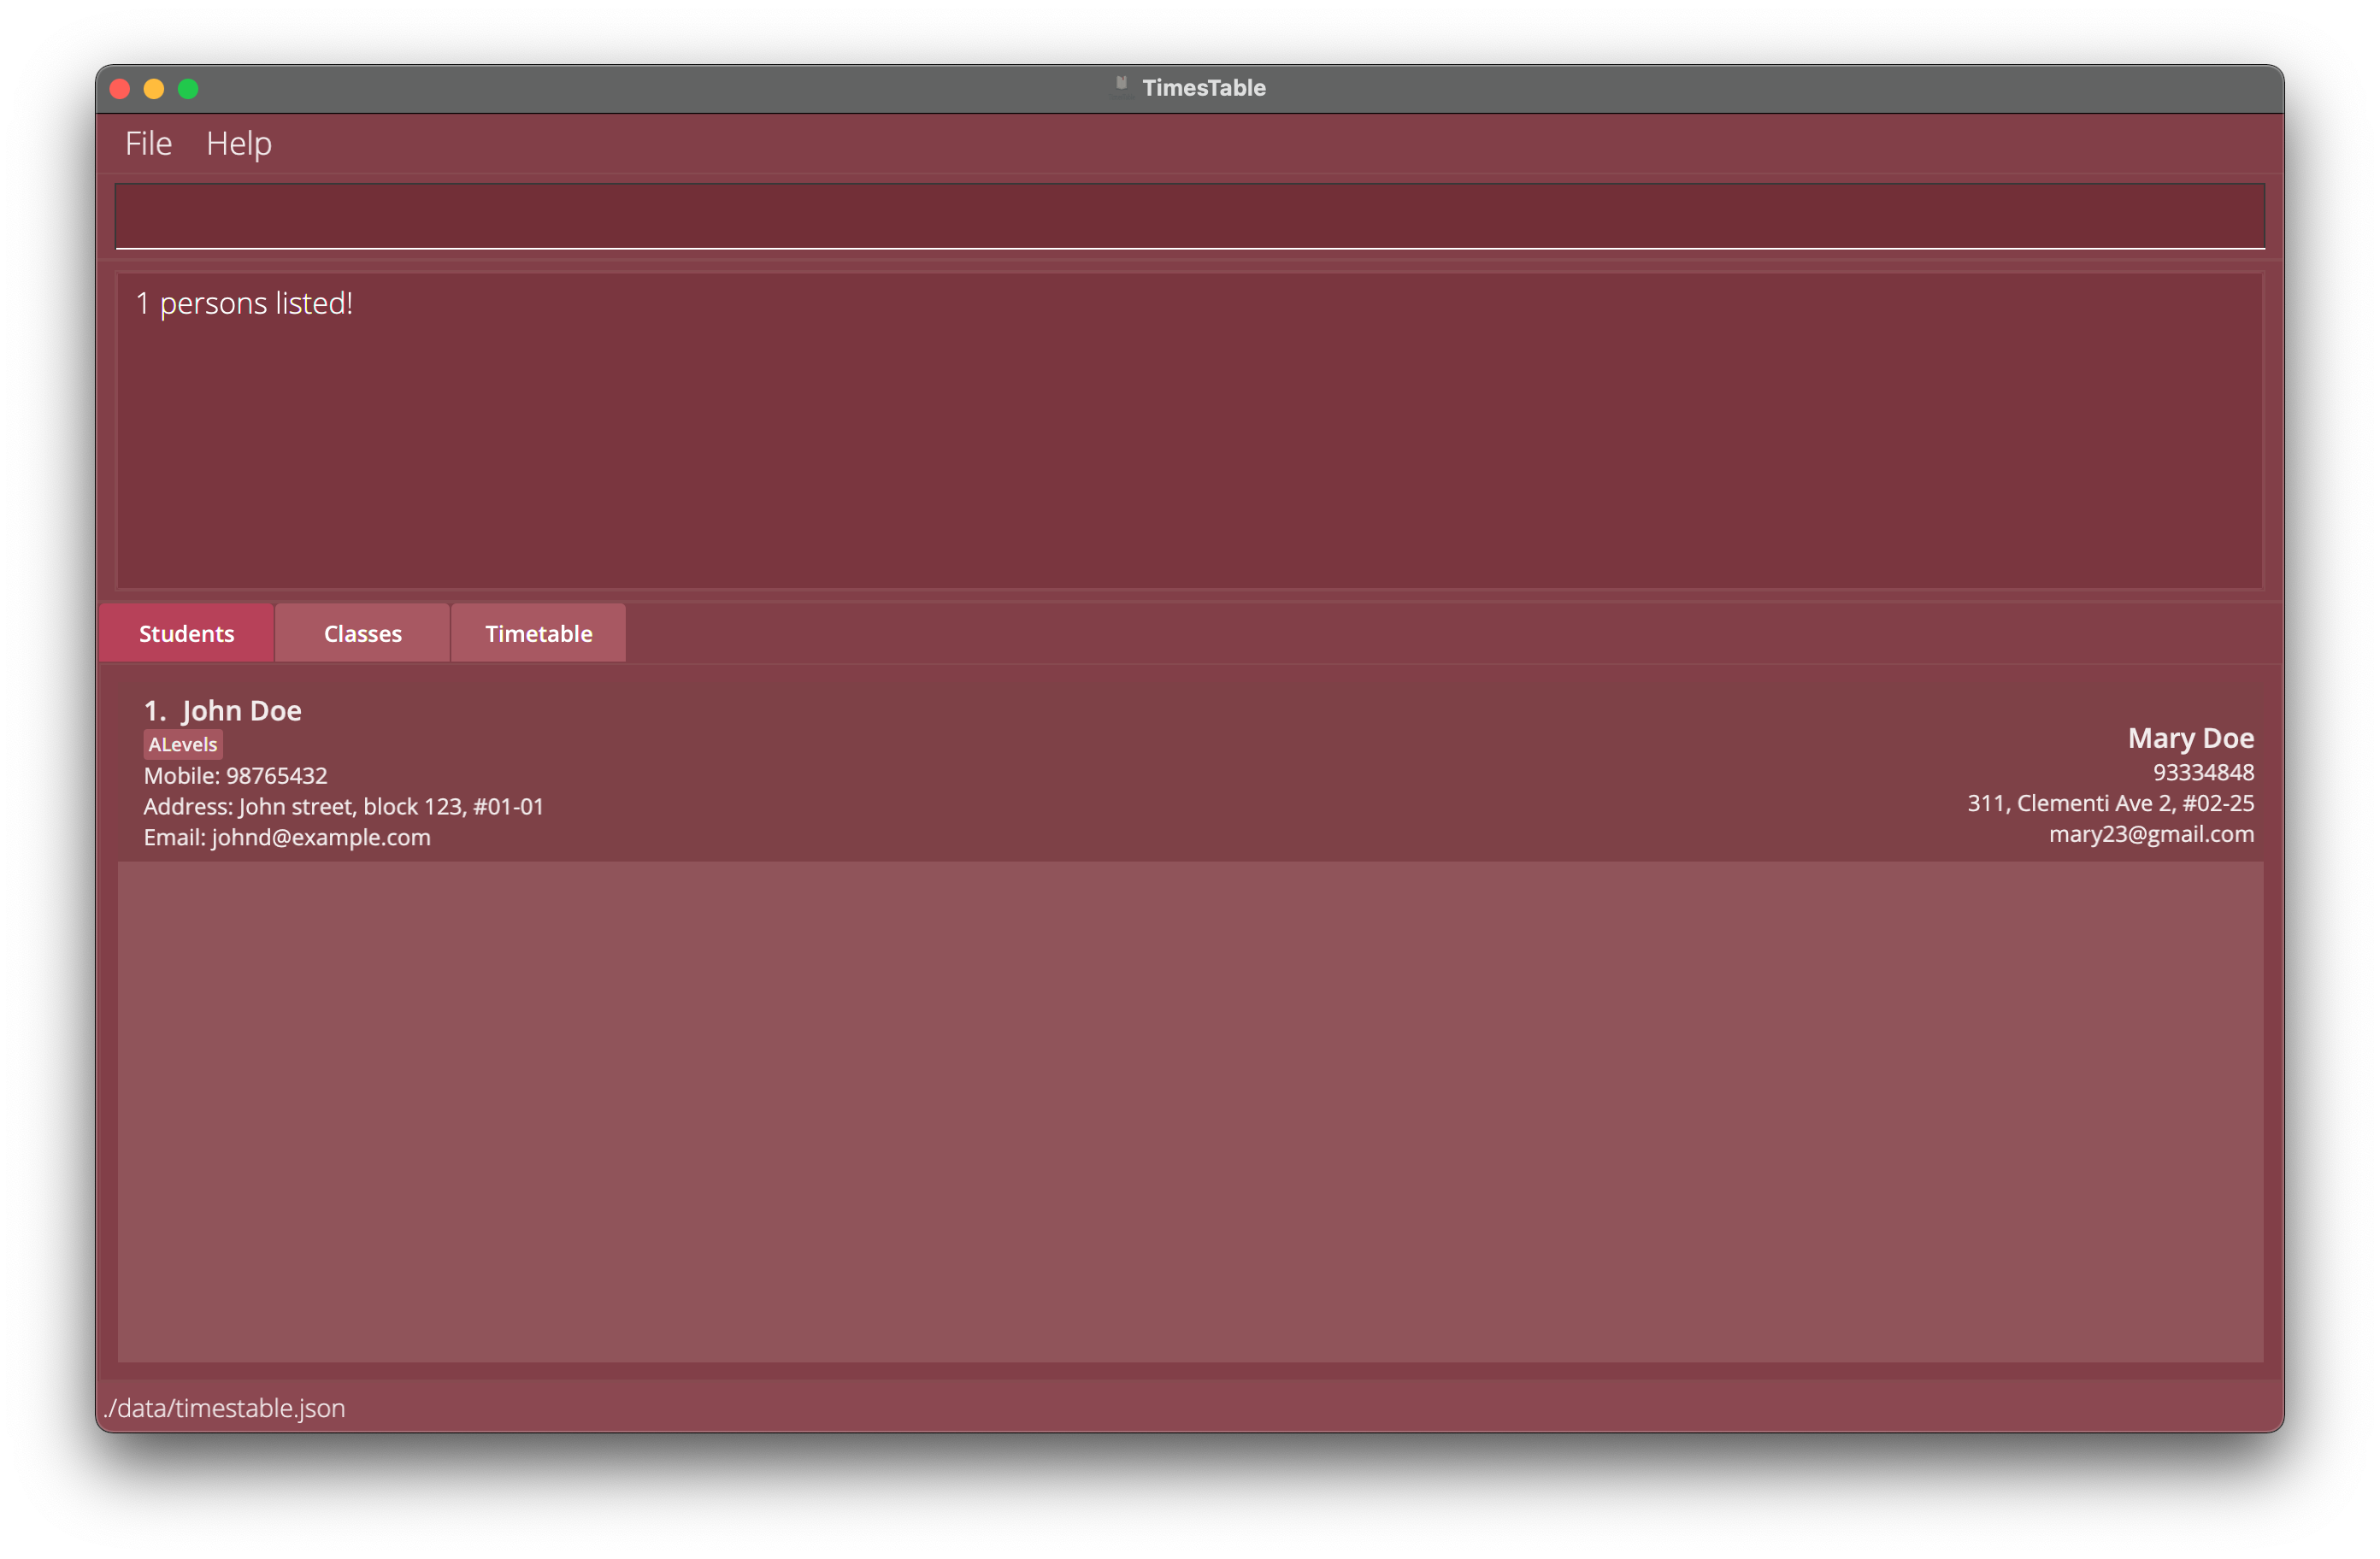 TimesTable
File Help
1 persons listed!
Students Classes Timetable
1. John Doe
ALevels
Mobile: 98765432
Address: John street, block 123, #01-01
Email: johnd@example.com
Mary Doe
93334848
311, Clementi Ave 2, #02-25
mary23@gmail.com
./data/timestable.json